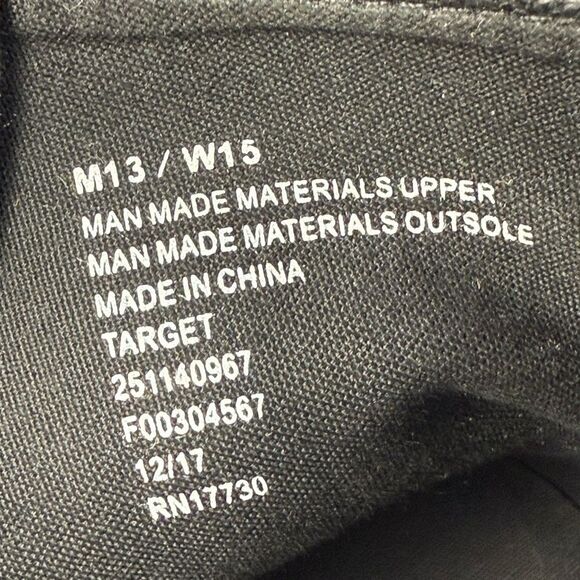 M13 / W15
MAN MADE MATERIALS UPPER
MAN MADE MATERIALS OUTSOLE
MADE IN CHINA
TARGET
251140967
F00304567
12/17
RN17730